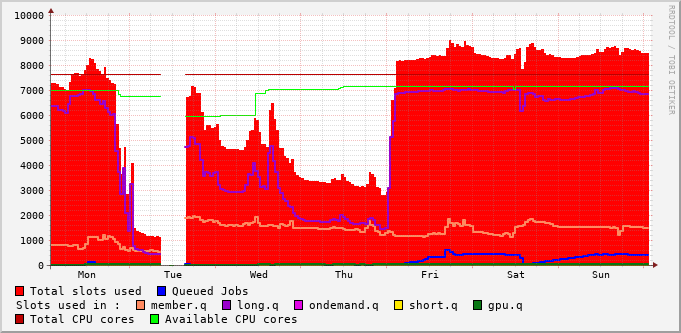 10000
9000
8000
7000
6000
5000
4000
3000
2000
1000
0
Mon Tue Wed Thu Fri Sat Sun
RRDTOOL / TOBI OETIKER
Total slots used Queued Jobs
Slots used in : member.q long.q ondemand.q short.q gpu.q
Total CPU cores Available CPU cores